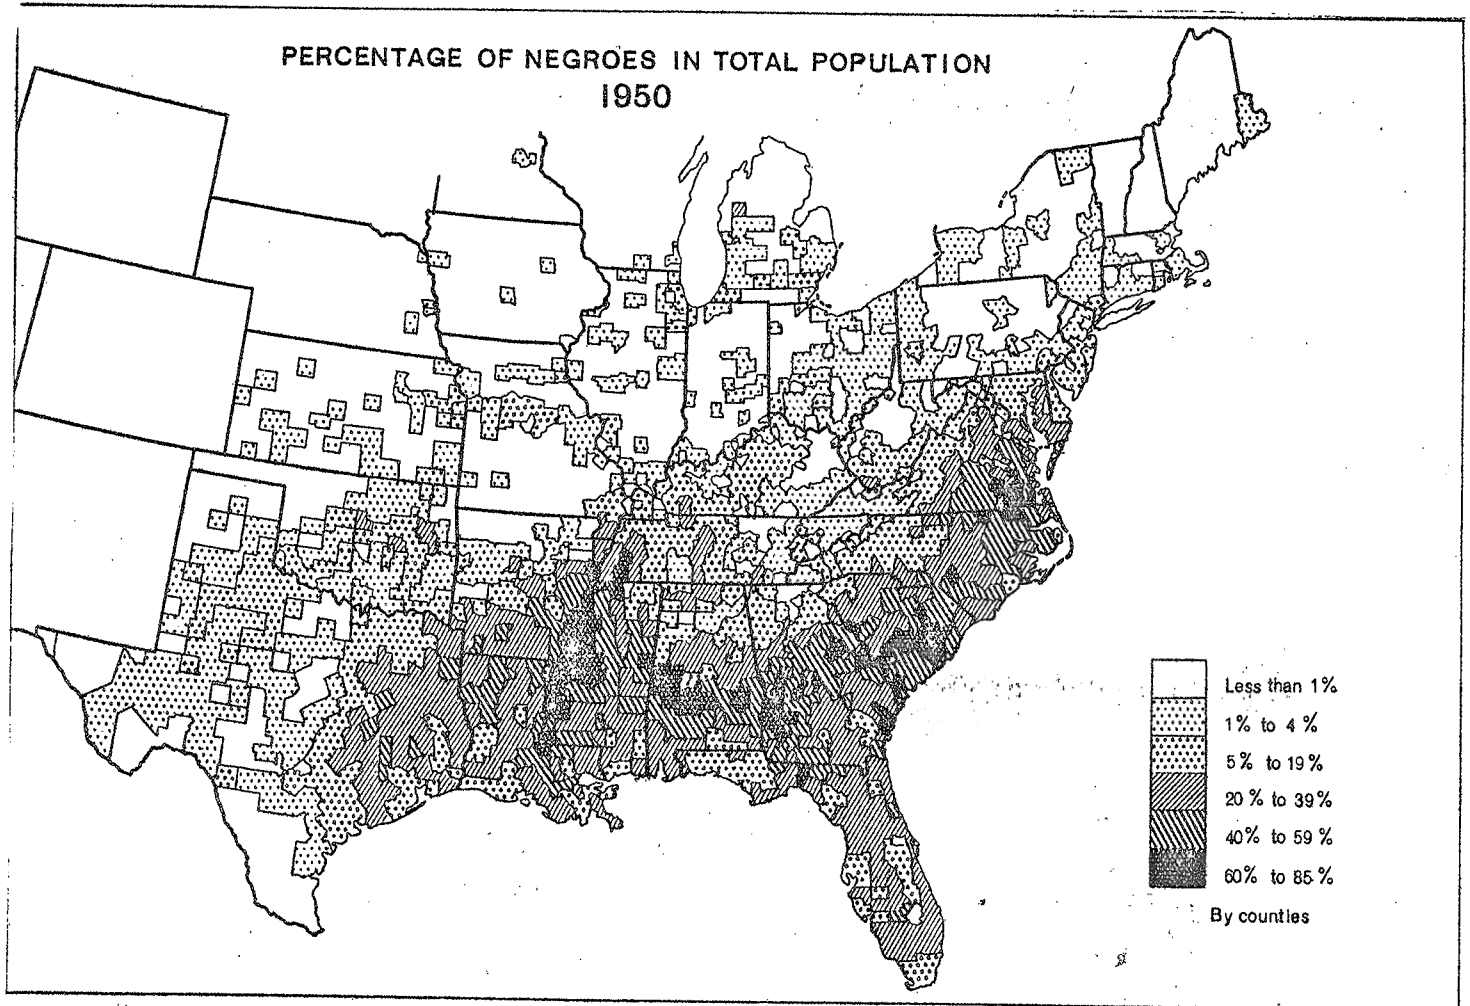 PERCENTAGE OF NEGROES IN TOTAL POPULATION
1950
Less than 1%
1% to 4%
5% to 19%
20% to 39%
40% to 59%
60% to 85%
By counties